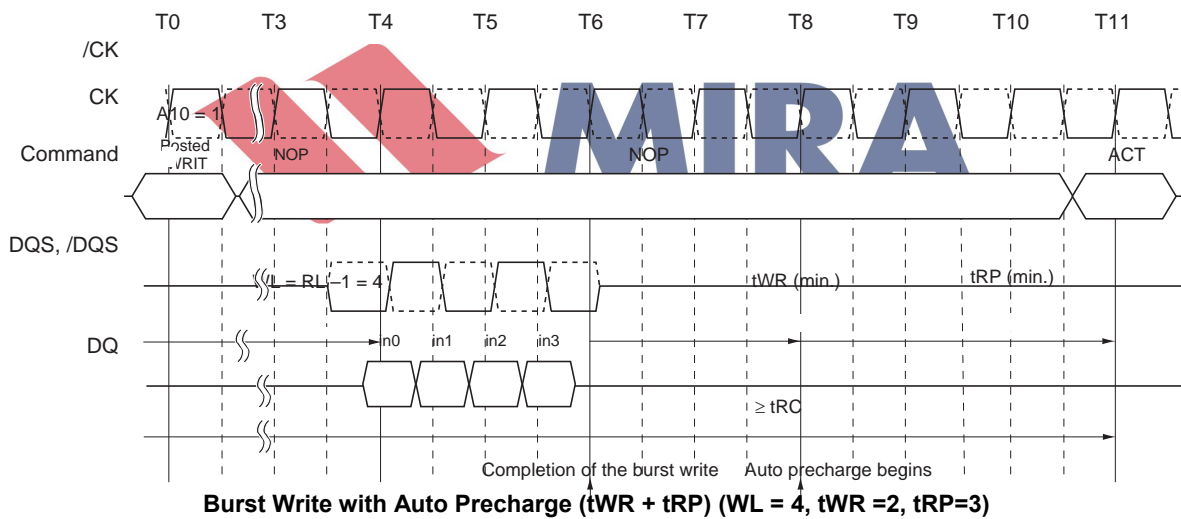 T0 T3 T4 T5 T6 T7 T8 T9 T10 T11
/CK
CK
A10 = 1
MIRA
Command
Posted
WRIT
NOP
NOP
ACT
DQS, /DQS
WL = RL –1 = 4
tWR (min.)
tRP (min.)
DQ
in0 in1 in2 in3
≥ tRC
Completion of the burst write
Auto precharge begins
Burst Write with Auto Precharge (tWR + tRP) (WL = 4, tWR =2, tRP=3)